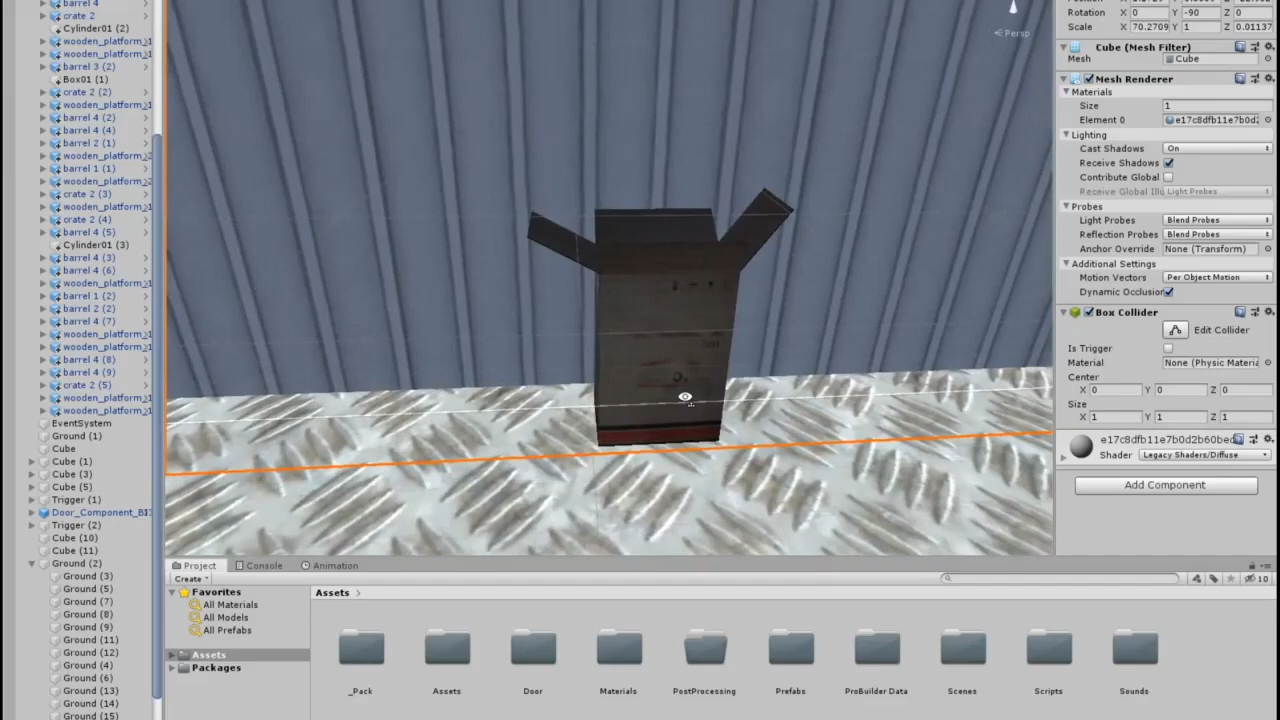 barrel 4
crate 2
Cylinder01 (2)
wooden_platform_1
wooden_platform_1
barrel 3 (2)
Box01 (1)
crate 2 (2)
wooden_platform_1
barrel 4 (2)
barrel 4 (4)
barrel 2 (1)
wooden_platform_2
barrel 1 (1)
wooden_platform_2
crate 2 (3)
wooden_platform_1
crate 2 (4)
barrel 4 (5)
Cylinder01 (3)
barrel 4 (3)
barrel 4 (6)
wooden_platform_1
barrel 1 (2)
barrel 2 (2)
barrel 4 (7)
wooden_platform_1
wooden_platform_1
barrel 4 (8)
barrel 4 (9)
crate 2 (5)
wooden_platform_1
wooden_platform_1
EventSystem
Ground (1)
Cube
Cube (1)
Cube (3)
Cube (5)
Trigger (1)
Door_Component_B
Trigger (2)
Cube (10)
Cube (11)
Ground (2)
Ground (3)
Ground (5)
Ground (7)
Ground (8)
Ground (9)
Ground (11)
Ground (12)
Ground (4)
Ground (6)
Ground (13)
Ground (14)
Ground (15)
Persp
Rotation X 0 Y -90 Z 0
Scale X 70.2709 Y 1 Z 0.01137
Cube (Mesh Filter)
Mesh Cube
Mesh Renderer
Materials
Size 1
Element 0 e17c8dfb11e7b0d2
Lighting
Cast Shadows On
Receive Shadows
Contribute Global
Receive Global Illu Light Probes
Probes
Light Probes Blend Probes
Reflection Probes Blend Probes
Anchor Override None (Transform)
Additional Settings
Motion Vectors Per Object Motion
Dynamic Occlusion
Box Collider
Edit Collider
Is Trigger
Material None (Physic Materia
Center
X 0 Y 0 Z 0
Size
X 1 Y 1 Z 1
e17c8dfb11e7b0d2b60bed
Shader Legacy Shaders/Diffuse
Add Component
Project Console Animation
Create
10
Favorites
All Materials
All Models
All Prefabs
Assets
Packages
Assets >
_Pack Assets Door Materials PostProcessing Prefabs ProBuilder Data Scenes Scripts Sounds